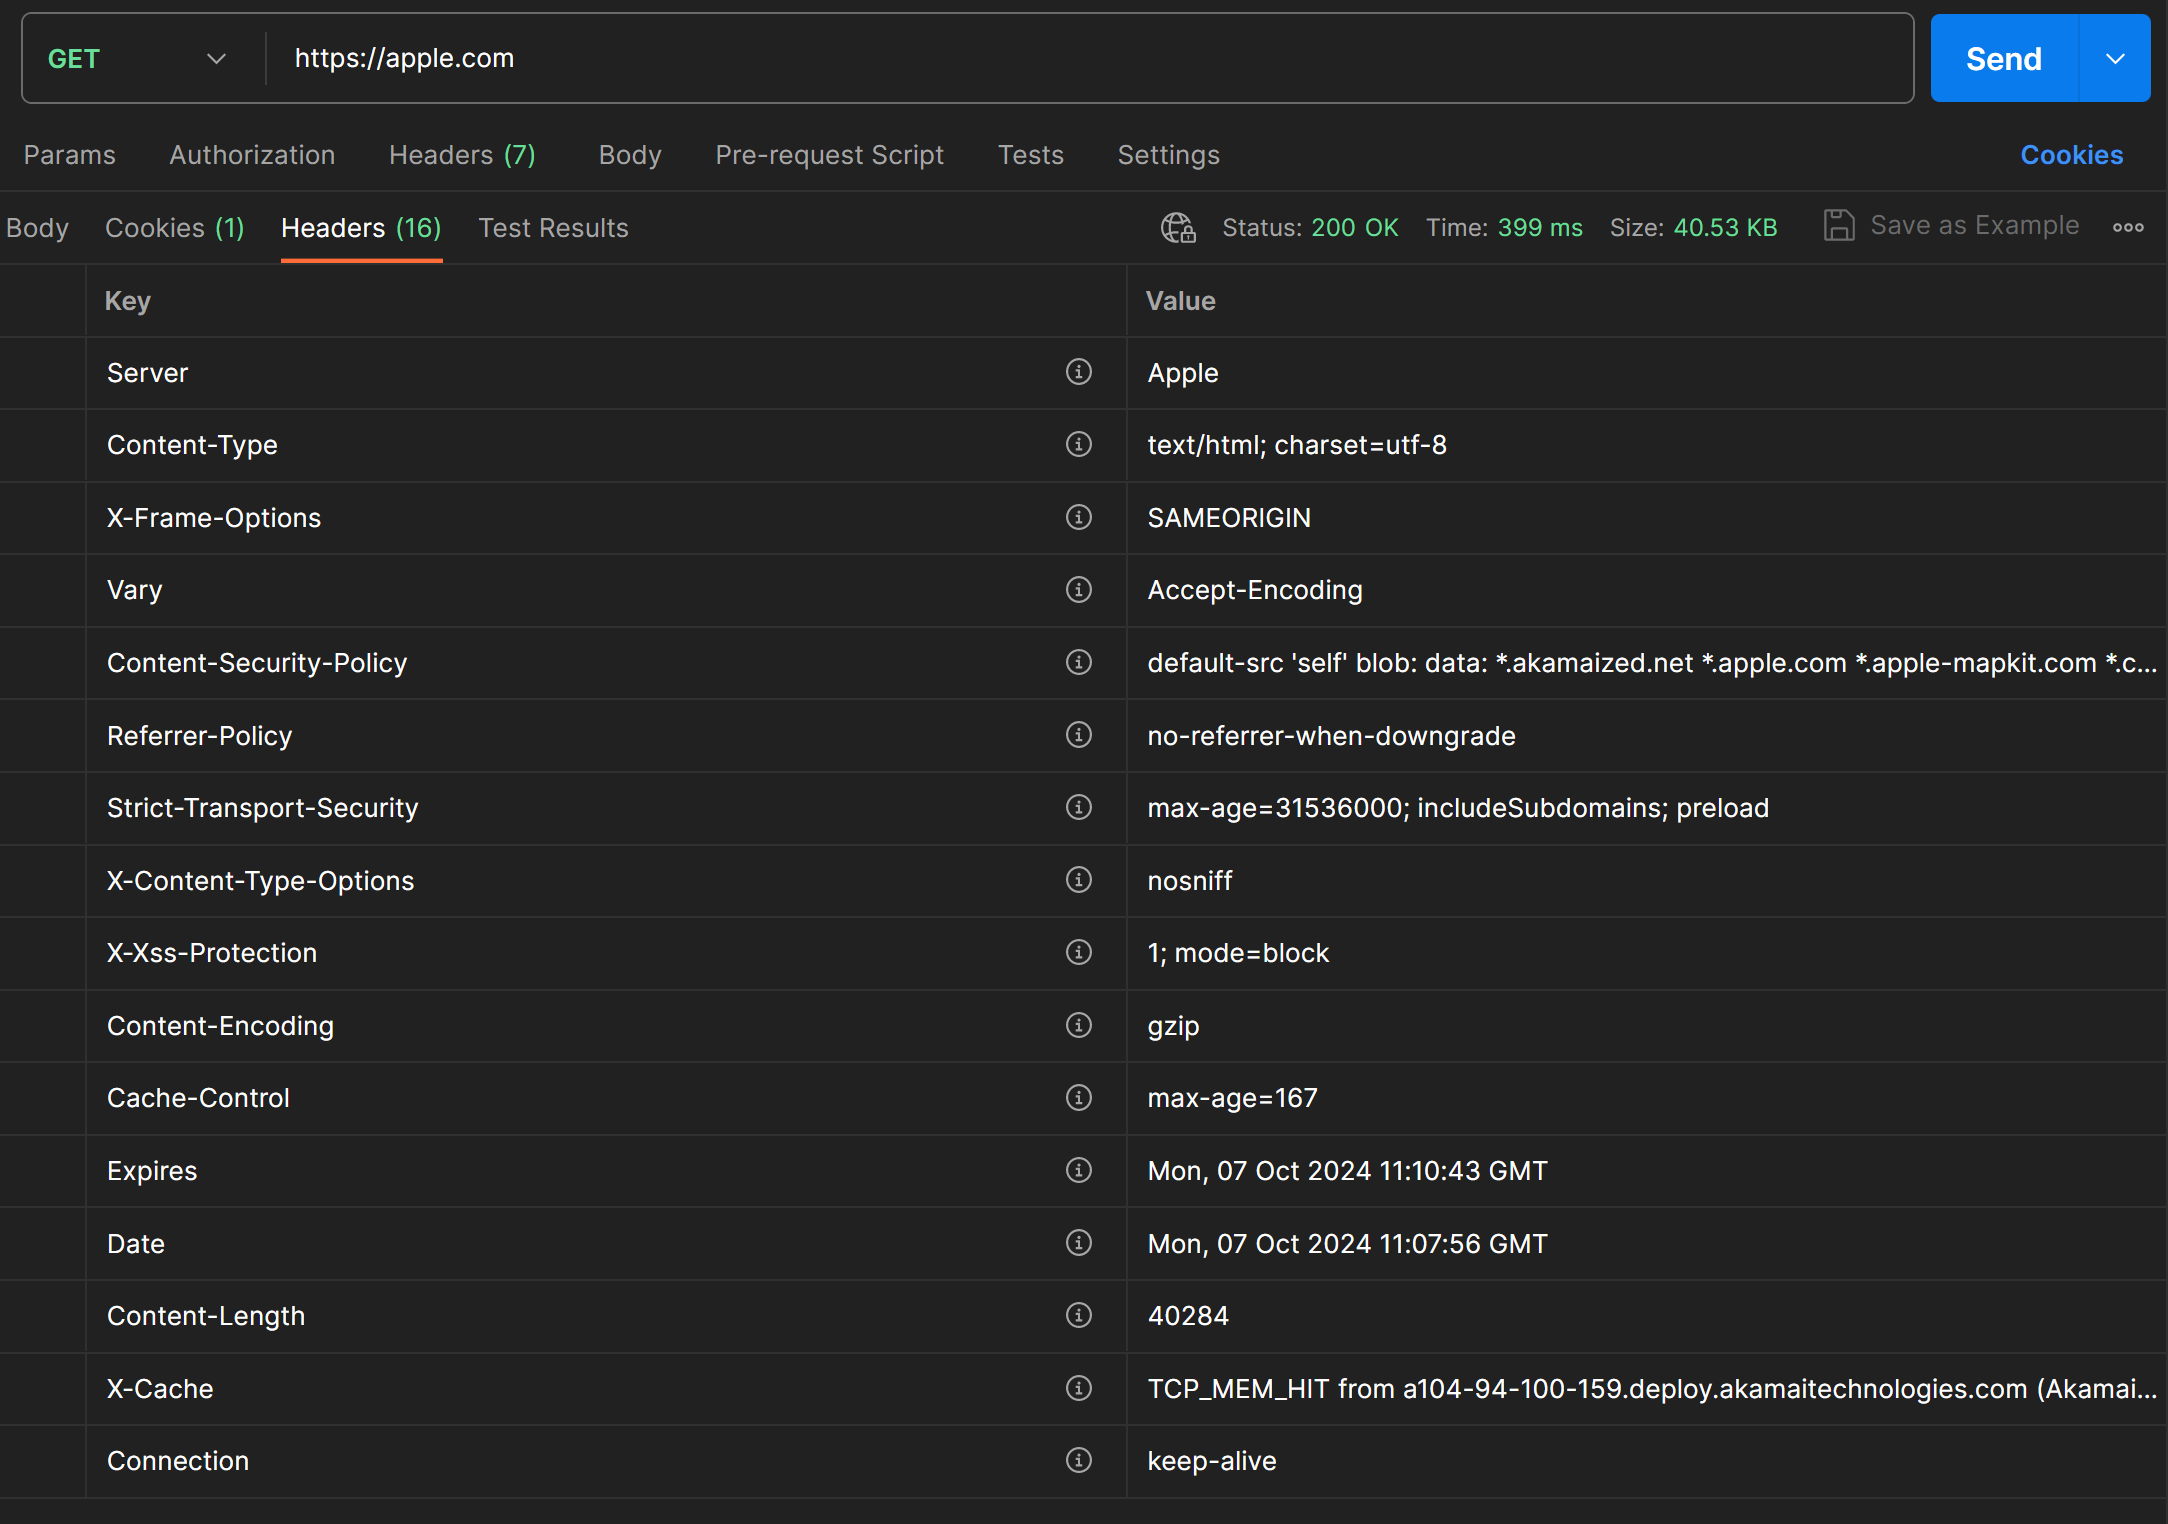 GET https://apple.com Send
Params Authorization Headers (7) Body Pre-request Script Tests Settings Cookies
Body Cookies (1) Headers (16) Test Results Status: 200 OK Time: 399 ms Size: 40.53 KB Save as Example
Key Value
Server Apple
Content-Type text/html; charset=utf-8
X-Frame-Options SAMEORIGIN
Vary Accept-Encoding
Content-Security-Policy default-src 'self' blob: data: *.akamaized.net *.apple.com *.apple-mapkit.com *.c...
Referrer-Policy no-referrer-when-downgrade
Strict-Transport-Security max-age=31536000; includeSubdomains; preload
X-Content-Type-Options nosniff
X-Xss-Protection 1; mode=block
Content-Encoding gzip
Cache-Control max-age=167
Expires Mon, 07 Oct 2024 11:10:43 GMT
Date Mon, 07 Oct 2024 11:07:56 GMT
Content-Length 40284
X-Cache TCP_MEM_HIT from a104-94-100-159.deploy.akamaitechnologies.com (Akamai...
Connection keep-alive